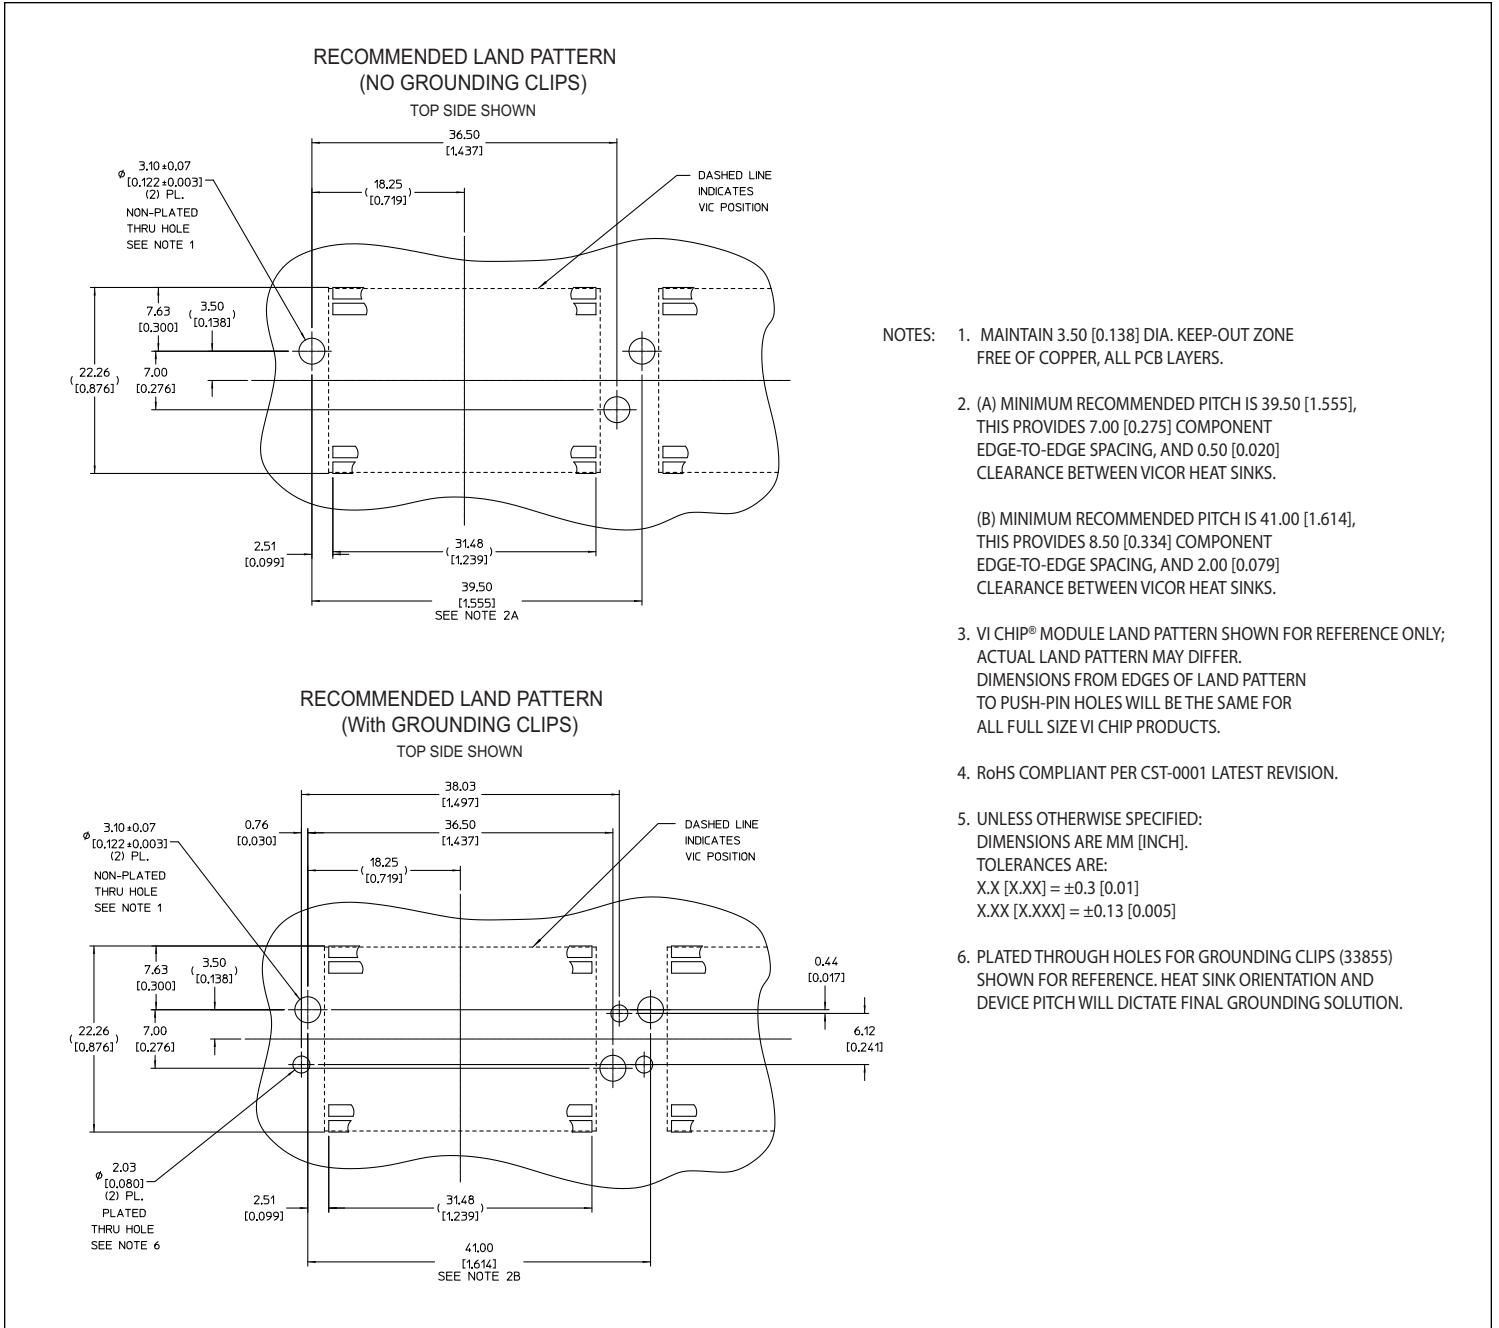 RECOMMENDED LAND PATTERN
(NO GROUNDING CLIPS)
TOP SIDE SHOWN
36.50
[1.437]
18.25
( [0.719] )
ø 3.10±0.07
[0.122±0.003]
(2) PL.
NON-PLATED
THRU HOLE
SEE NOTE 1
DASHED LINE
INDICATES
VIC POSITION
7.63
[0.300]
3.50
( [0.138] )
22.26
( [0.876] )
7.00
[0.276]
2.51
[0.099]
31.48
( [1.239] )
39.50
[1.555]
SEE NOTE 2A
RECOMMENDED LAND PATTERN
(With GROUNDING CLIPS)
TOP SIDE SHOWN
38.03
[1.497]
0.76
[0.030]
36.50
[1.437]
18.25
( [0.719] )
ø 3.10±0.07
[0.122±0.003]
(2) PL.
NON-PLATED
THRU HOLE
SEE NOTE 1
DASHED LINE
INDICATES
VIC POSITION
7.63
[0.300]
3.50
( [0.138] )
22.26
( [0.876] )
7.00
[0.276]
0.44
[0.017]
6.12
[0.241]
ø 2.03
[0.080]
(2) PL.
PLATED
THRU HOLE
SEE NOTE 6
2.51
[0.099]
31.48
( [1.239] )
41.00
[1.614]
SEE NOTE 2B
NOTES: 1. MAINTAIN 3.50 [0.138] DIA. KEEP-OUT ZONE
FREE OF COPPER, ALL PCB LAYERS.
2. (A) MINIMUM RECOMMENDED PITCH IS 39.50 [1.555],
THIS PROVIDES 7.00 [0.275] COMPONENT
EDGE-TO-EDGE SPACING, AND 0.50 [0.020]
CLEARANCE BETWEEN VICOR HEAT SINKS.
(B) MINIMUM RECOMMENDED PITCH IS 41.00 [1.614],
THIS PROVIDES 8.50 [0.334] COMPONENT
EDGE-TO-EDGE SPACING, AND 2.00 [0.079]
CLEARANCE BETWEEN VICOR HEAT SINKS.
3. VI CHIP® MODULE LAND PATTERN SHOWN FOR REFERENCE ONLY;
ACTUAL LAND PATTERN MAY DIFFER.
DIMENSIONS FROM EDGES OF LAND PATTERN
TO PUSH-PIN HOLES WILL BE THE SAME FOR
ALL FULL SIZE VI CHIP PRODUCTS.
4. RoHS COMPLIANT PER CST-0001 LATEST REVISION.
5. UNLESS OTHERWISE SPECIFIED:
DIMENSIONS ARE MM [INCH].
TOLERANCES ARE:
X.X [X.XX] = ±0.3 [0.01]
X.XX [X.XXX] = ±0.13 [0.005]
6. PLATED THROUGH HOLES FOR GROUNDING CLIPS (33855)
SHOWN FOR REFERENCE. HEAT SINK ORIENTATION AND
DEVICE PITCH WILL DICTATE FINAL GROUNDING SOLUTION.